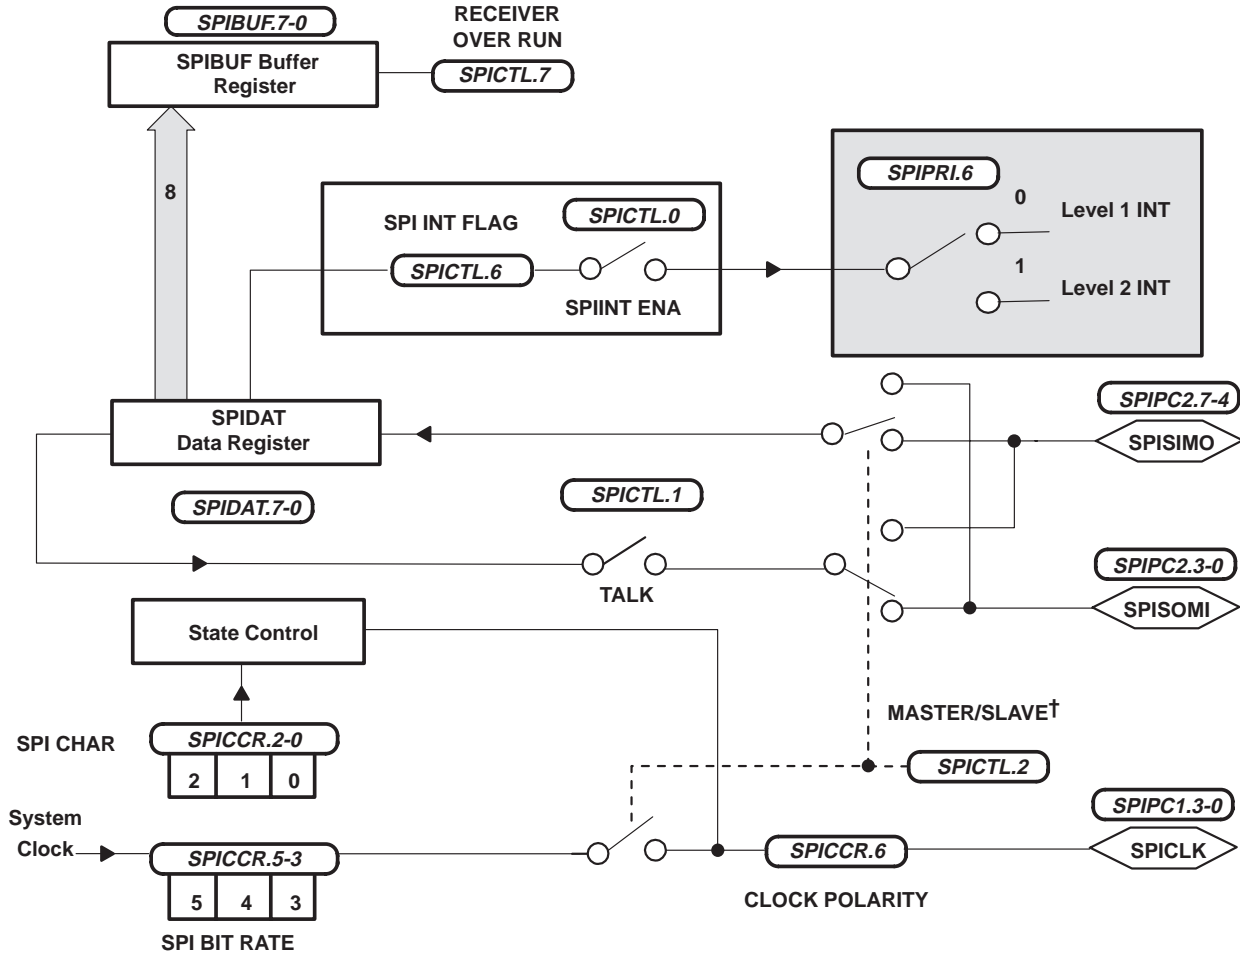 SPIBUF.7-0
RECEIVER
OVER RUN
SPIBUF Buffer
Register
SPICTL.7
8
SPIPRI.6
0
Level 1 INT
SPI INT FLAG
SPICTL.0
SPICTL.6
1
Level 2 INT
SPIINT ENA
SPIDAT
Data Register
SPIPC2.7-4
SPISIMO
SPIDAT.7-0
SPICTL.1
TALK
SPIPC2.3-0
SPISOMI
State Control
MASTER/SLAVE†
SPI CHAR
SPICCR.2-0
2 1 0
SPICTL.2
System
Clock
SPICCR.5-3
5 4 3
SPI BIT RATE
SPICCR.6
CLOCK POLARITY
SPIPC1.3-0
SPICLK